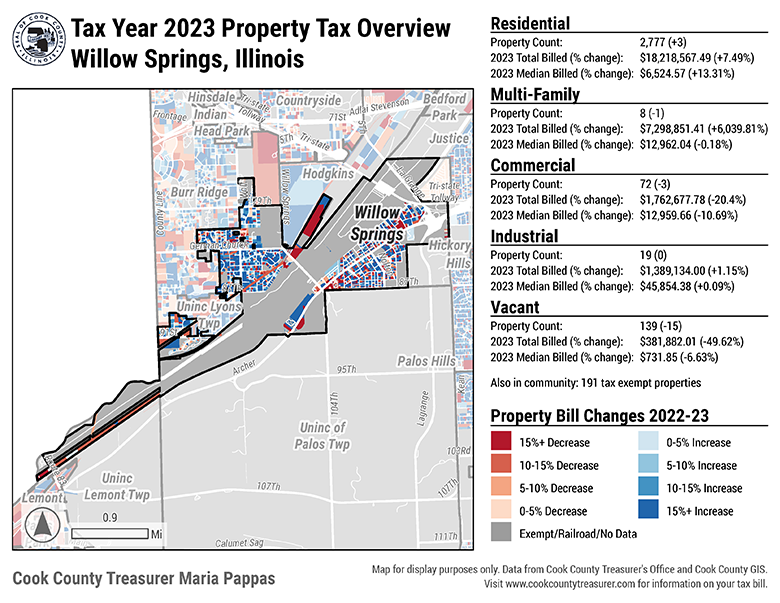 SEAL OF COOK COUNTY ILLINOIS
Tax Year 2023 Property Tax Overview
Willow Springs, Illinois
Hinsdale
Tri-state
Tollway
Countryside
Adlai Stevenson
Bedford
Park
Frontage
Indian
Head Park
71St
Tri-state
Justice
Hodgkins
Burr Ridge
County Line
Willow Springs
Tri-state
Tollway
Willow
Springs
Hickory
Hills
German Church
Uninc Lyons
Twp
Archer
95Th
Palos Hills
104Th
Lagrange
Kean
Uninc of
Palos Twp
103Rd
Uninc
Lemont Twp
107Th
107Th
Lemont
0.9
Mi
Calumet Sag
111Th
Residential
Property Count: 2,777 (+3)
2023 Total Billed (% change): $18,218,567.49 (+7.49%)
2023 Median Billed (% change): $6,524.57 (+13.31%)
Multi-Family
Property Count: 8 (-1)
2023 Total Billed (% change): $7,298,851.41 (+6,039.81%)
2023 Median Billed (% change): $12,962.04 (-0.18%)
Commercial
Property Count: 72 (-3)
2023 Total Billed (% change): $1,762,677.78 (-20.4%)
2023 Median Billed (% change): $12,959.66 (-10.69%)
Industrial
Property Count: 19 (0)
2023 Total Billed (% change): $1,389,134.00 (+1.15%)
2023 Median Billed (% change): $45,854.38 (+0.09%)
Vacant
Property Count: 139 (-15)
2023 Total Billed (% change): $381,882.01 (-49.62%)
2023 Median Billed (% change): $731.85 (-6.63%)
Also in community: 191 tax exempt properties
Property Bill Changes 2022-23
15%+ Decrease
10-15% Decrease
5-10% Decrease
0-5% Decrease
Exempt/Railroad/No Data
0-5% Increase
5-10% Increase
10-15% Increase
15%+ Increase
Cook County Treasurer Maria Pappas
Map for display purposes only. Data from Cook County Treasurer's Office and Cook County GIS.
Visit www.cookcountytreasurer.com for information on your tax bill.